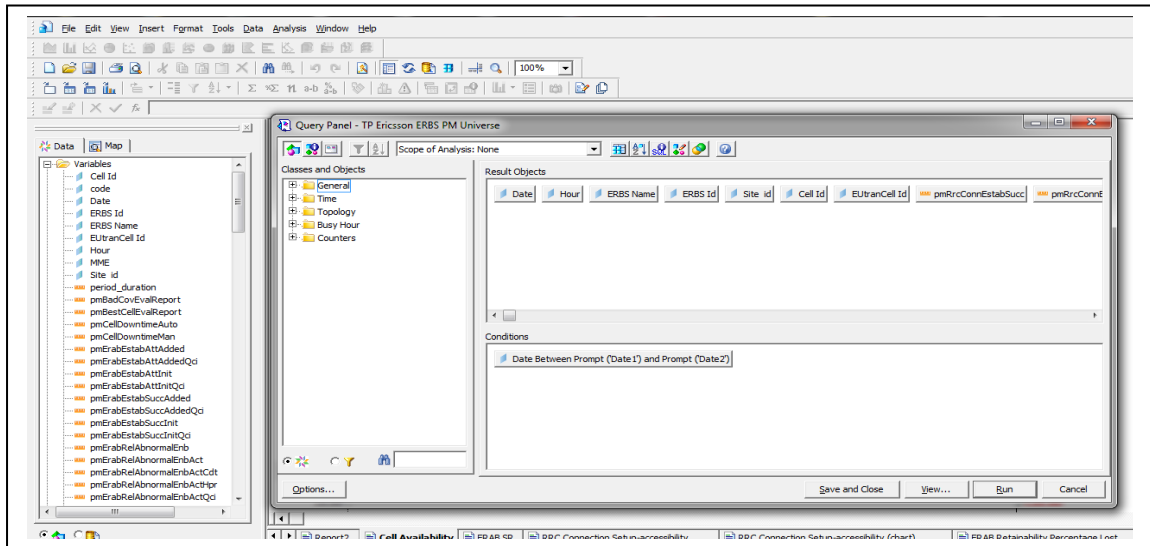 File Edit View Insert Format Tools Data Analysis Window Help
100%
Query Panel - TP Ericsson ERBS PM Universe
Data Map
Variables
Cell Id
code
Date
ERBS Id
ERBS Name
EUtranCell Id
Hour
MME
Site id
period_duration
pmBadCovEvalReport
pmBestCellEvalReport
pmCellDowntimeAuto
pmCellDowntimeMan
pmErabEstabAttAdded
pmErabEstabAttAddedQci
pmErabEstabAttInit
pmErabEstabAttInitQci
pmErabEstabSuccAdded
pmErabEstabSuccAddedQci
pmErabEstabSuccInit
pmErabEstabSuccInitQci
pmErabRelAbnormalEnb
pmErabRelAbnormalEnbAct
pmErabRelAbnormalEnbActCdt
pmErabRelAbnormalEnbActHpr
pmErabRelAbnormalEnbActQci
Scope of Analysis: None
Classes and Objects
General
Time
Topology
Busy Hour
Counters
Result Objects
Date Hour ERBS Name ERBS Id Site id Cell Id EUtranCell Id pmRrcConnEstabSucc pmRrcConnE
Conditions
Date Between Prompt ('Date1') and Prompt ('Date2')
Options... Save and Close View... Run Cancel
Report2 Cell Availability ERAB SR RRC Connection Setup-accessibility RRC Connection Setup-accessibility (chart) ERAB Retainability Percentage Lost